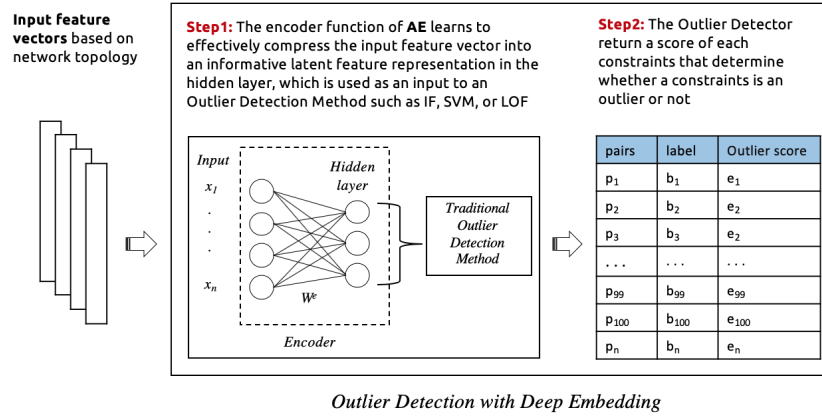 Input feature
vectors based on
network topology
Step1: The encoder function of AE learns to
effectively compress the input feature vector into
an informative latent feature representation in the
hidden layer, which is used as an input to an
Outlier Detection Method such as IF, SVM, or LOF
Step2: The Outlier Detector
return a score of each
constraints that determine
whether a constraints is an
outlier or not
Input
x₁
.
.
.
xₙ
Hidden
layer
Wᵉ
Encoder
Traditional
Outlier
Detection
Method
pairs label Outlier score
p₁ b₁ e₁
p₂ b₂ e₂
p₃ b₃ e₂
... ... ...
p₉₉ b₉₉ e₉₉
p₁₀₀ b₁₀₀ e₁₀₀
pₙ bₙ eₙ
Outlier Detection with Deep Embedding